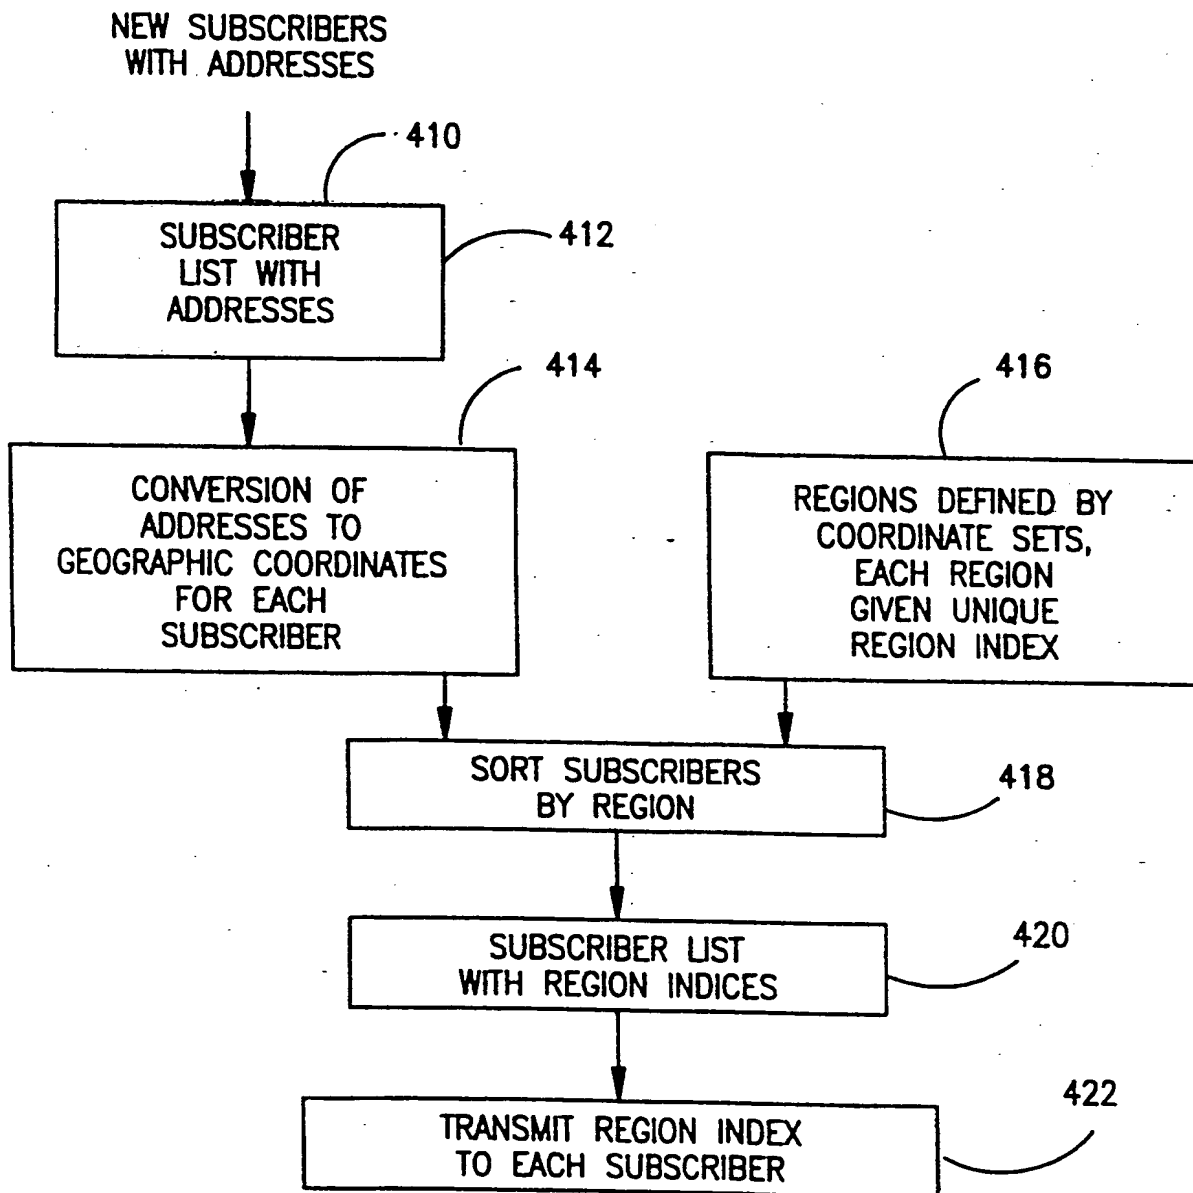 NEW SUBSCRIBERS
WITH ADDRESSES
410
SUBSCRIBER
LIST WITH
ADDRESSES
412
414
CONVERSION OF
ADDRESSES TO
GEOGRAPHIC COORDINATES
FOR EACH
SUBSCRIBER
416
REGIONS DEFINED BY
COORDINATE SETS,
EACH REGION
GIVEN UNIQUE
REGION INDEX
SORT SUBSCRIBERS
BY REGION
418
SUBSCRIBER LIST
WITH REGION INDICES
420
TRANSMIT REGION INDEX
TO EACH SUBSCRIBER
422